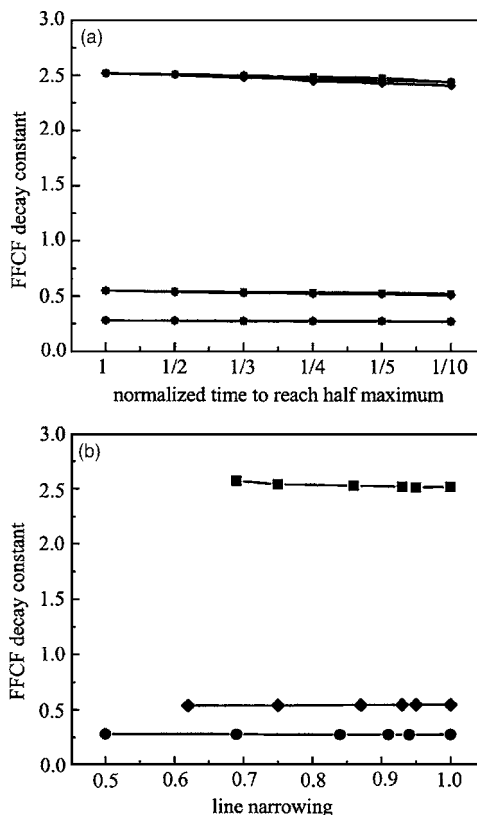 (a)
3.0
2.5
2.0
1.5
1.0
0.5
0.0
FFCF decay constant
1 1/2 1/3 1/4 1/5 1/10
normalized time to reach half maximum
(b)
3.0
2.5
2.0
1.5
1.0
0.5
0.0
FFCF decay constant
0.5 0.6 0.7 0.8 0.9 1.0
line narrowing